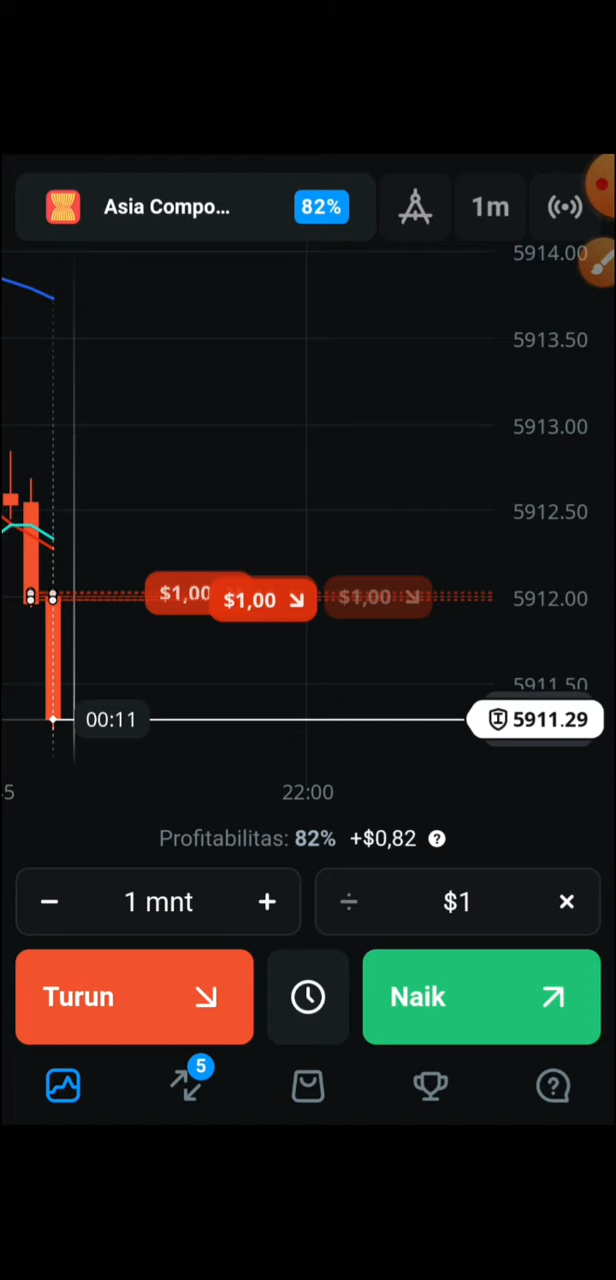 Asia Compo... 82% 1m
5914.00
5913.50
5913.00
5912.50
$1,00 $1,00 $1,00 5912.00
5911.50
00:11 5911.29
5 22:00
Profitabilitas: 82% +$0,82 ?
− 1 mnt + ÷ $1 ×
Turun Naik
5
?